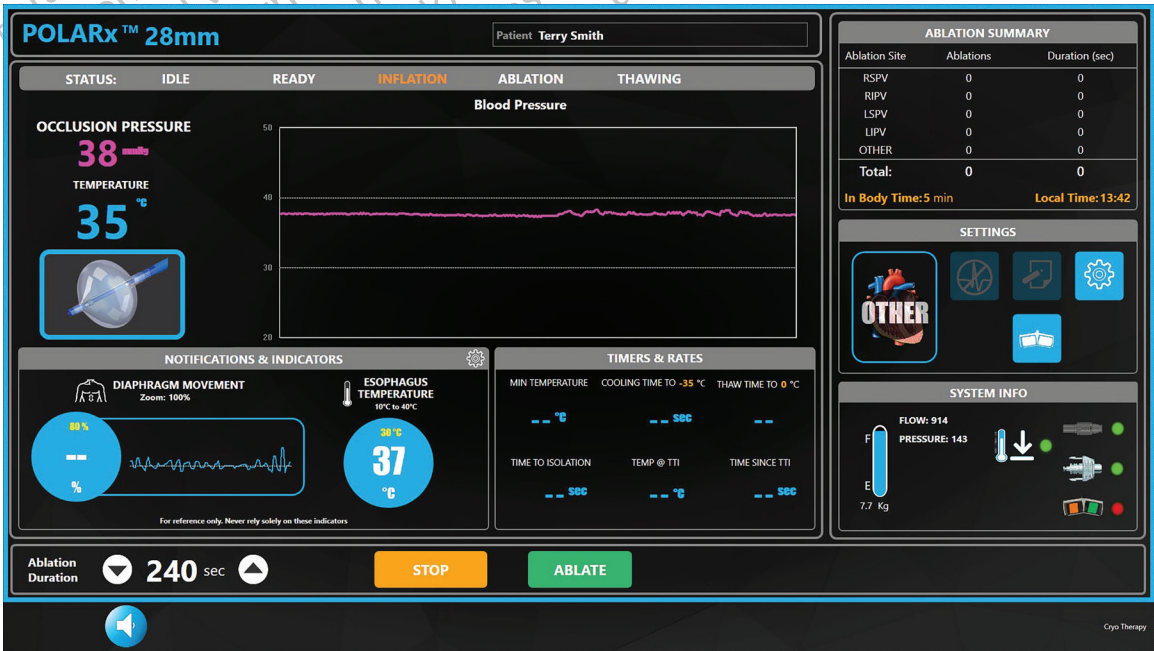 POLARx™ 28mm
Patient Terry Smith
STATUS: IDLE READY INFLATION ABLATION THAWING
OCCLUSION PRESSURE
38 mmHg
TEMPERATURE
35 °C
Blood Pressure
50
40
30
20
NOTIFICATIONS & INDICATORS
DIAPHRAGM MOVEMENT
Zoom: 100%
80 %
--
%
ESOPHAGUS
TEMPERATURE
10°C to 40°C
30 °C
37
°C
For reference only. Never rely solely on these indicators
TIMERS & RATES
MIN TEMPERATURE COOLING TIME TO -35 °C THAW TIME TO 0 °C
-- °C -- sec --
TIME TO ISOLATION TEMP @ TTI TIME SINCE TTI
-- sec -- °C -- sec
ABLATION SUMMARY
Ablation Site Ablations Duration (sec)
RSPV 0 0
RIPV 0 0
LSPV 0 0
LIPV 0 0
OTHER 0 0
Total: 0 0
In Body Time: 5 min Local Time: 13:42
SETTINGS
OTHER
SYSTEM INFO
F
E
7.7 Kg
FLOW: 914
PRESSURE: 143
Ablation
Duration
240 sec
STOP
ABLATE
Cryo Therapy